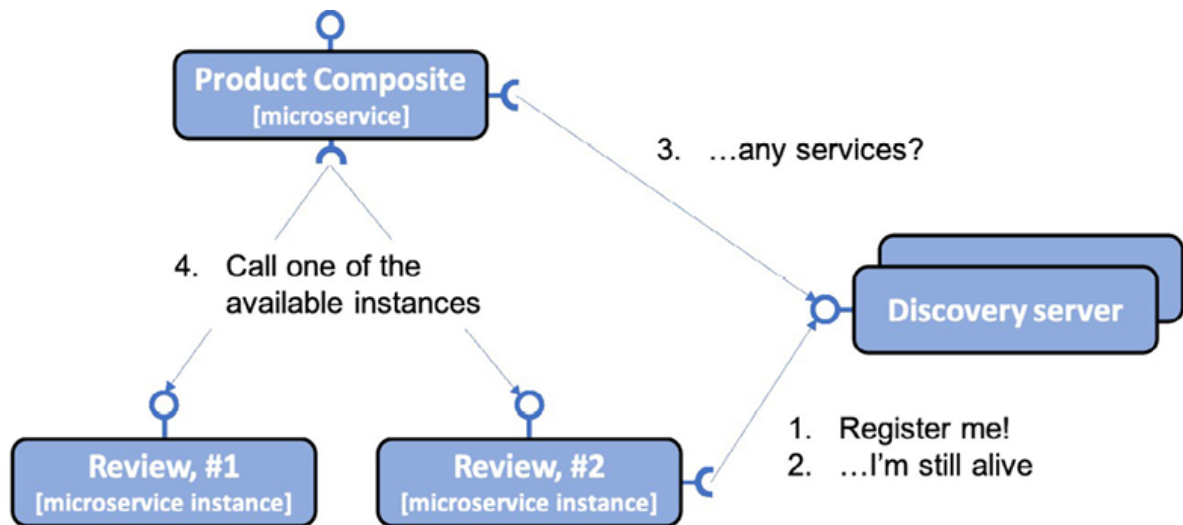 Product Composite
[microservice]
3. …any services?
4. Call one of the
available instances
Discovery server
Review, #1
[microservice instance]
Review, #2
[microservice instance]
1. Register me!
2. …I'm still alive